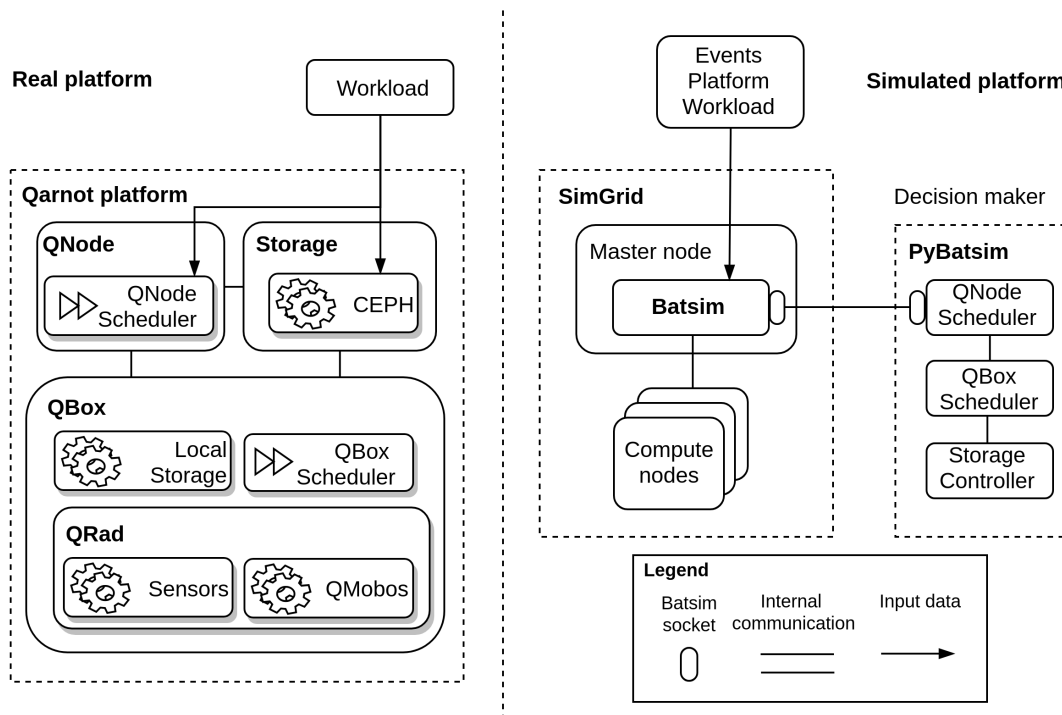 Real platform
Workload
Qarnot platform
QNode
QNode
Scheduler
Storage
CEPH
QBox
Local
Storage
QBox
Scheduler
QRad
Sensors
QMobos
Events
Platform
Workload
Simulated platform
SimGrid
Master node
Batsim
Compute
nodes
Decision maker
PyBatsim
QNode
Scheduler
QBox
Scheduler
Storage
Controller
Legend
Batsim
socket
Internal
communication
Input data